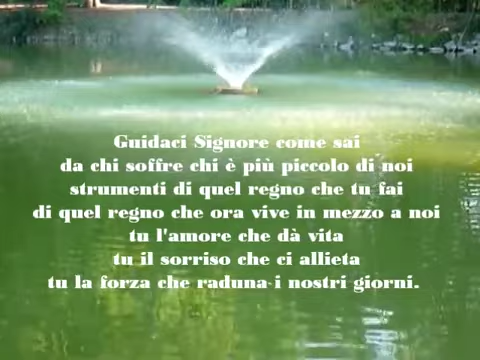 Guidaci Signore come sai
da chi soffre chi è più piccolo di noi
strumenti di quel regno che tu fai
di quel regno che ora vive in mezzo a noi
tu l'amore che dà vita
tu il sorriso che ci allieta
tu la forza che raduna i nostri giorni.